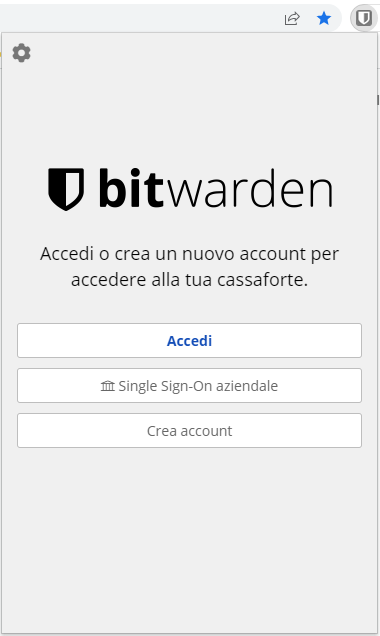 bitwarden
Accedi o crea un nuovo account per
accedere alla tua cassaforte.
Accedi
Single Sign-On aziendale
Crea account